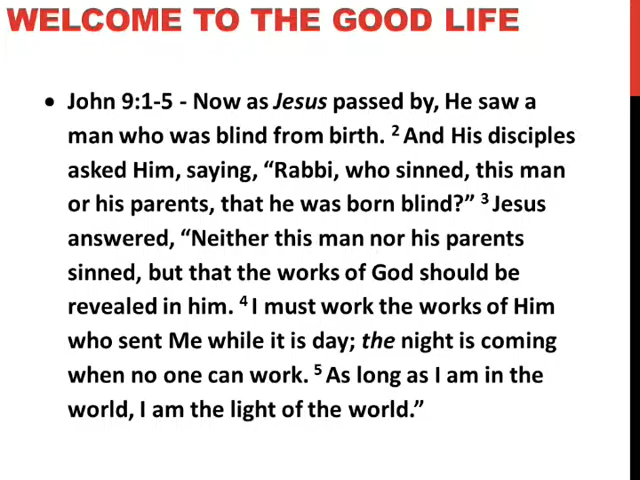 WELCOME TO THE GOOD LIFE
• John 9:1-5 - Now as Jesus passed by, He saw a
man who was blind from birth. 2 And His disciples
asked Him, saying, “Rabbi, who sinned, this man
or his parents, that he was born blind?” 3 Jesus
answered, “Neither this man nor his parents
sinned, but that the works of God should be
revealed in him. 4 I must work the works of Him
who sent Me while it is day; the night is coming
when no one can work. 5 As long as I am in the
world, I am the light of the world.”